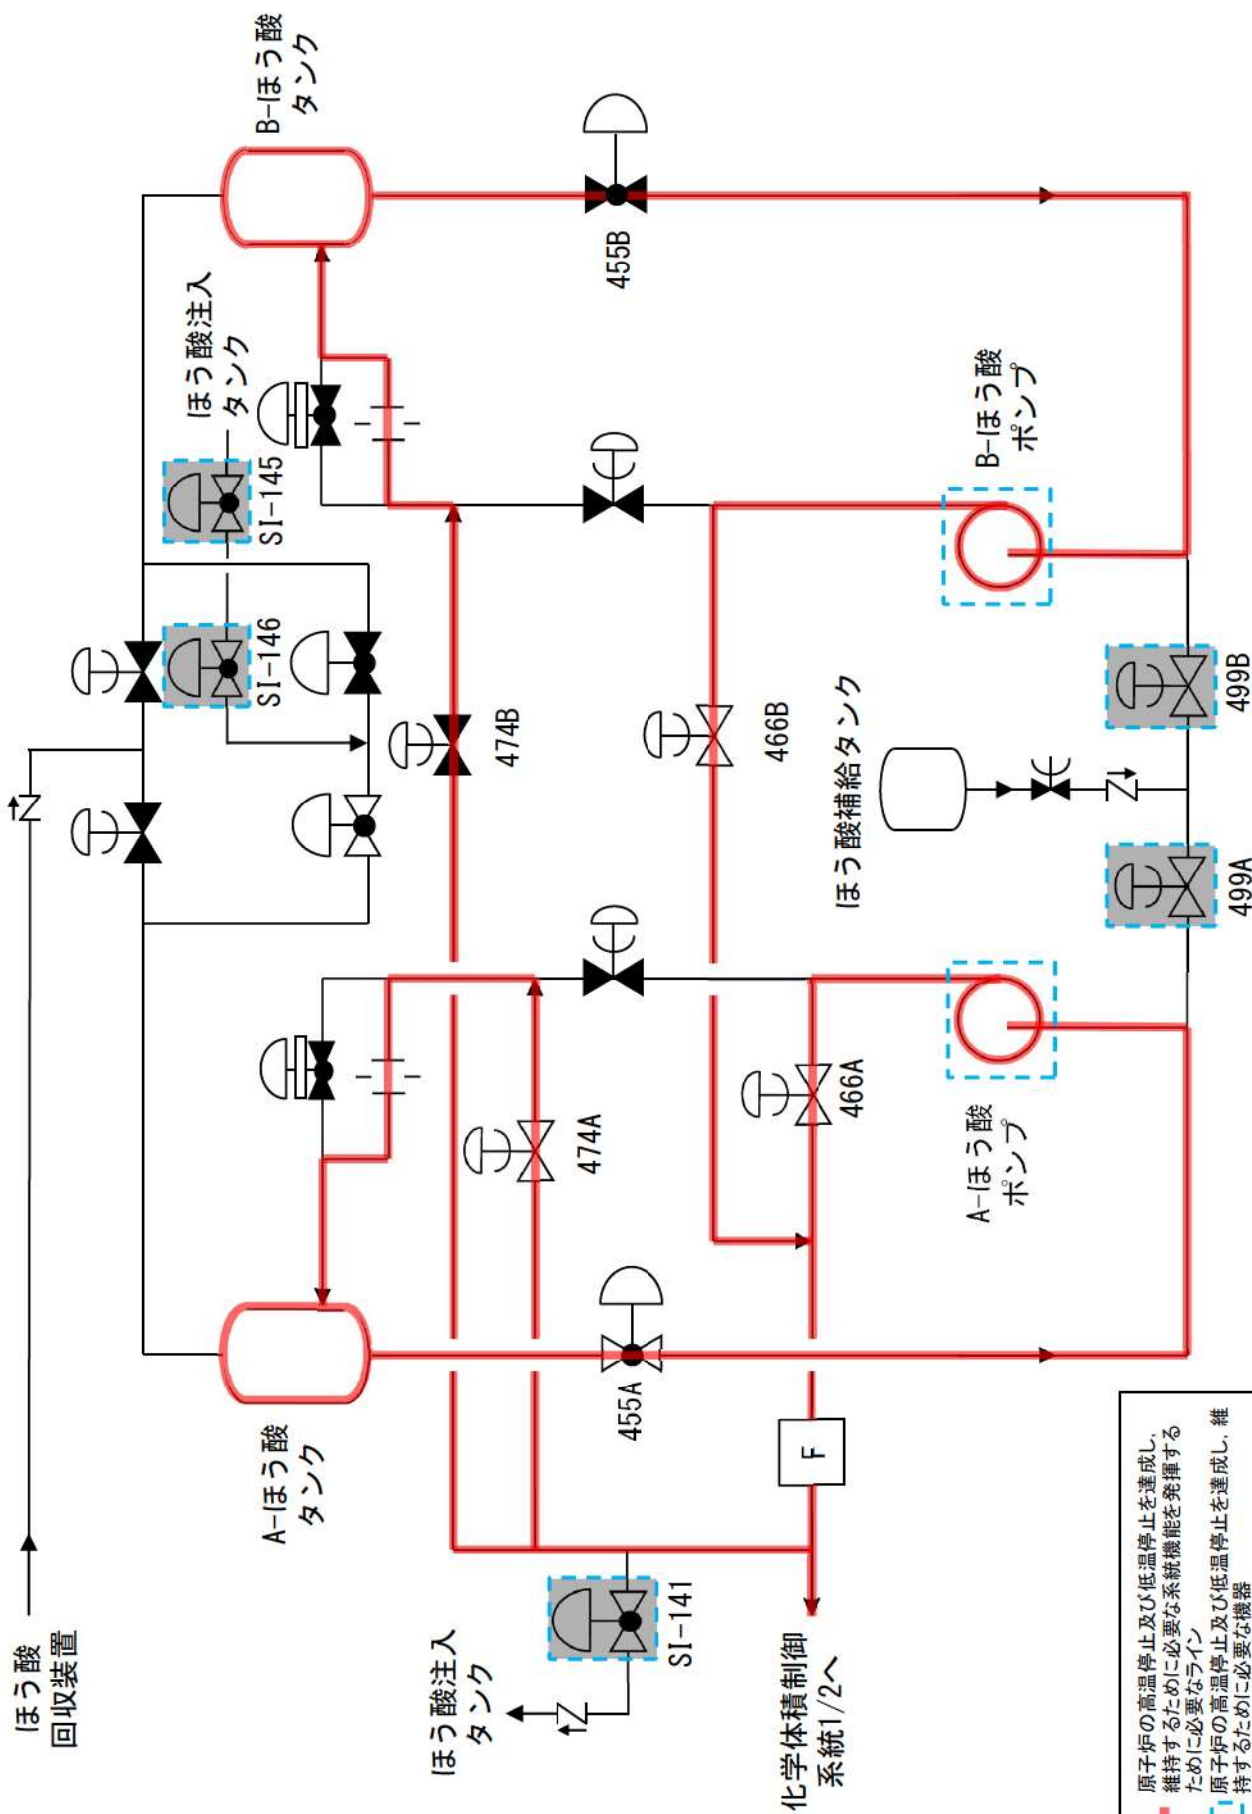 ほう酸
回収装置
ほう酸注入
タンク
SI-146
SI-145
A-ほう酸
タンク
B-ほう酸
タンク
ほう酸注入
タンク
SI-141
474A
474B
455A
455B
466A
466B
F
化学体積制御
系統1/2へ
ほう酸補給タンク
A-ほう酸
ポンプ
B-ほう酸
ポンプ
499A
499B
原子炉の高温停止及び低温停止を達成し,
維持するために必要な系統機能を発揮する
ために必要なライン
原子炉の高温停止及び低温停止を達成し, 維
持するために必要な機器